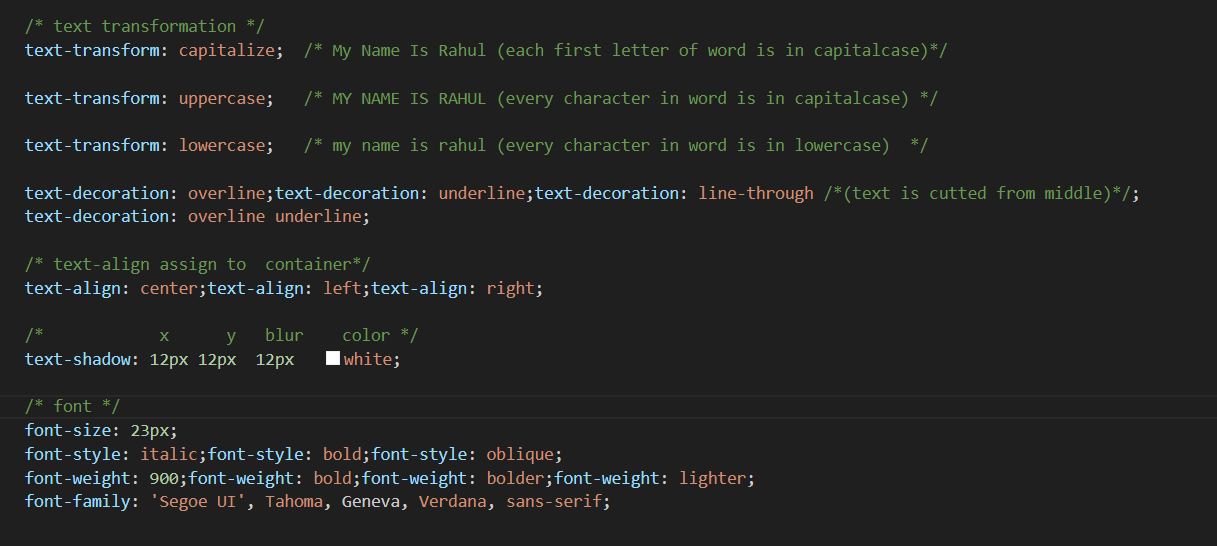 /* text transformation */
text-transform: capitalize;  /* My Name Is Rahul (each first letter of word is in capitalcase)*/
text-transform: uppercase;   /* MY NAME IS RAHUL (every character in word is in capitalcase) */
text-transform: lowercase;   /* my name is rahul (every character in word is in lowercase)  */
text-decoration: overline;text-decoration: underline;text-decoration: line-through /*(text is cutted from middle)*/;
text-decoration: overline underline;
/* text-align assign to  container*/
text-align: center;text-align: left;text-align: right;
/*            x      y   blur    color */
text-shadow: 12px 12px  12px   white;
/* font */
font-size: 23px;
font-style: italic;font-style: bold;font-style: oblique;
font-weight: 900;font-weight: bold;font-weight: bolder;font-weight: lighter;
font-family: 'Segoe UI', Tahoma, Geneva, Verdana, sans-serif;